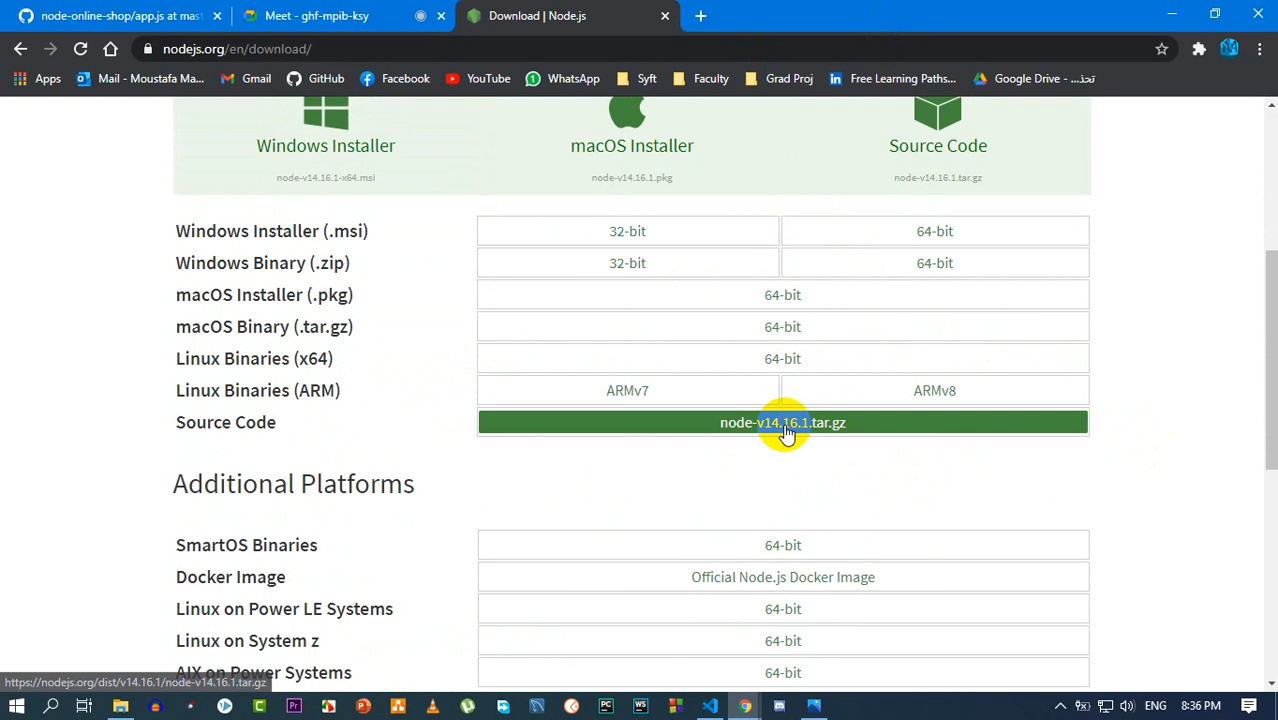 node-online-shop/app.js at mast
Meet - ghf-mpib-ksy
Download | Node.js
nodejs.org/en/download/
Apps
Mail - Moustafa Ma...
Gmail
GitHub
Facebook
YouTube
WhatsApp
Syft
Faculty
Grad Proj
Free Learning Paths...
Google Drive - تحذ...
Windows Installer
macOS Installer
Source Code
node-v14.16.1-x64.msi
node-v14.16.1.pkg
node-v14.16.1.tar.gz
Windows Installer (.msi)
32-bit
64-bit
Windows Binary (.zip)
32-bit
64-bit
macOS Installer (.pkg)
64-bit
macOS Binary (.tar.gz)
64-bit
Linux Binaries (x64)
64-bit
Linux Binaries (ARM)
ARMv7
ARMv8
Source Code
node-v14.16.1.tar.gz
Additional Platforms
SmartOS Binaries
64-bit
Docker Image
Official Node.js Docker Image
Linux on Power LE Systems
64-bit
Linux on System z
64-bit
AIX on Power Systems
64-bit
https://nodejs.org/dist/v14.16.1/node-v14.16.1.tar.gz
ENG
8:36 PM